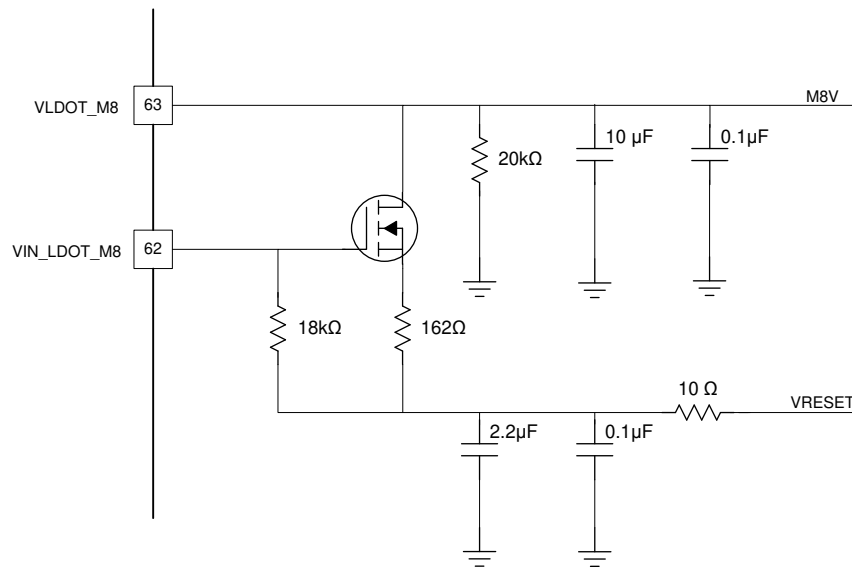 M8V
VLDOT_M8
63
20kΩ
10 µF
0.1µF
VIN_LDOT_M8
62
18kΩ
162Ω
10 Ω
VRESET
2.2µF
0.1µF